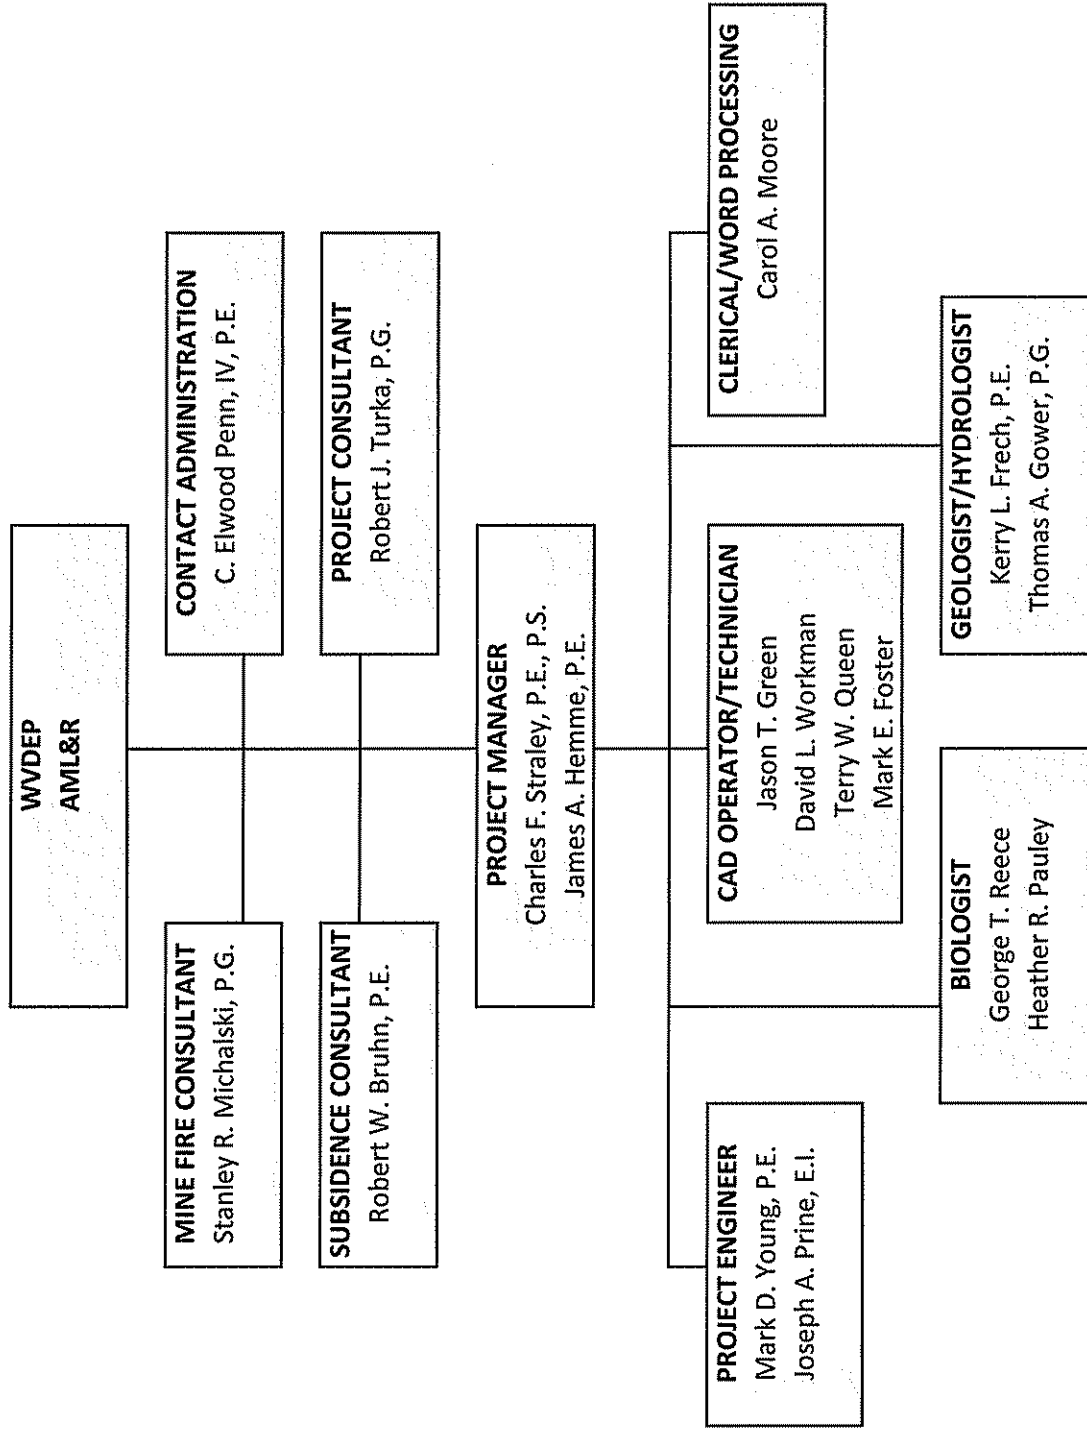 WVDEP
AML&R
MINE FIRE CONSULTANT
Stanley R. Michalski, P.G.
CONTACT ADMINISTRATION
C. Elwood Penn, IV, P.E.
SUBSIDENCE CONSULTANT
Robert W. Bruhn, P.E.
PROJECT CONSULTANT
Robert J. Turka, P.G.
PROJECT MANAGER
Charles F. Straley, P.E., P.S.
James A. Hemme, P.E.
PROJECT ENGINEER
Mark D. Young, P.E.
Joseph A. Prine, E.I.
CAD OPERATOR/TECHNICIAN
Jason T. Green
David L. Workman
Terry W. Queen
Mark E. Foster
CLERICAL/WORD PROCESSING
Carol A. Moore
BIOLOGIST
George T. Reece
Heather R. Pauley
GEOLOGIST/HYDROLOGIST
Kerry L. Frech, P.E.
Thomas A. Gower, P.G.